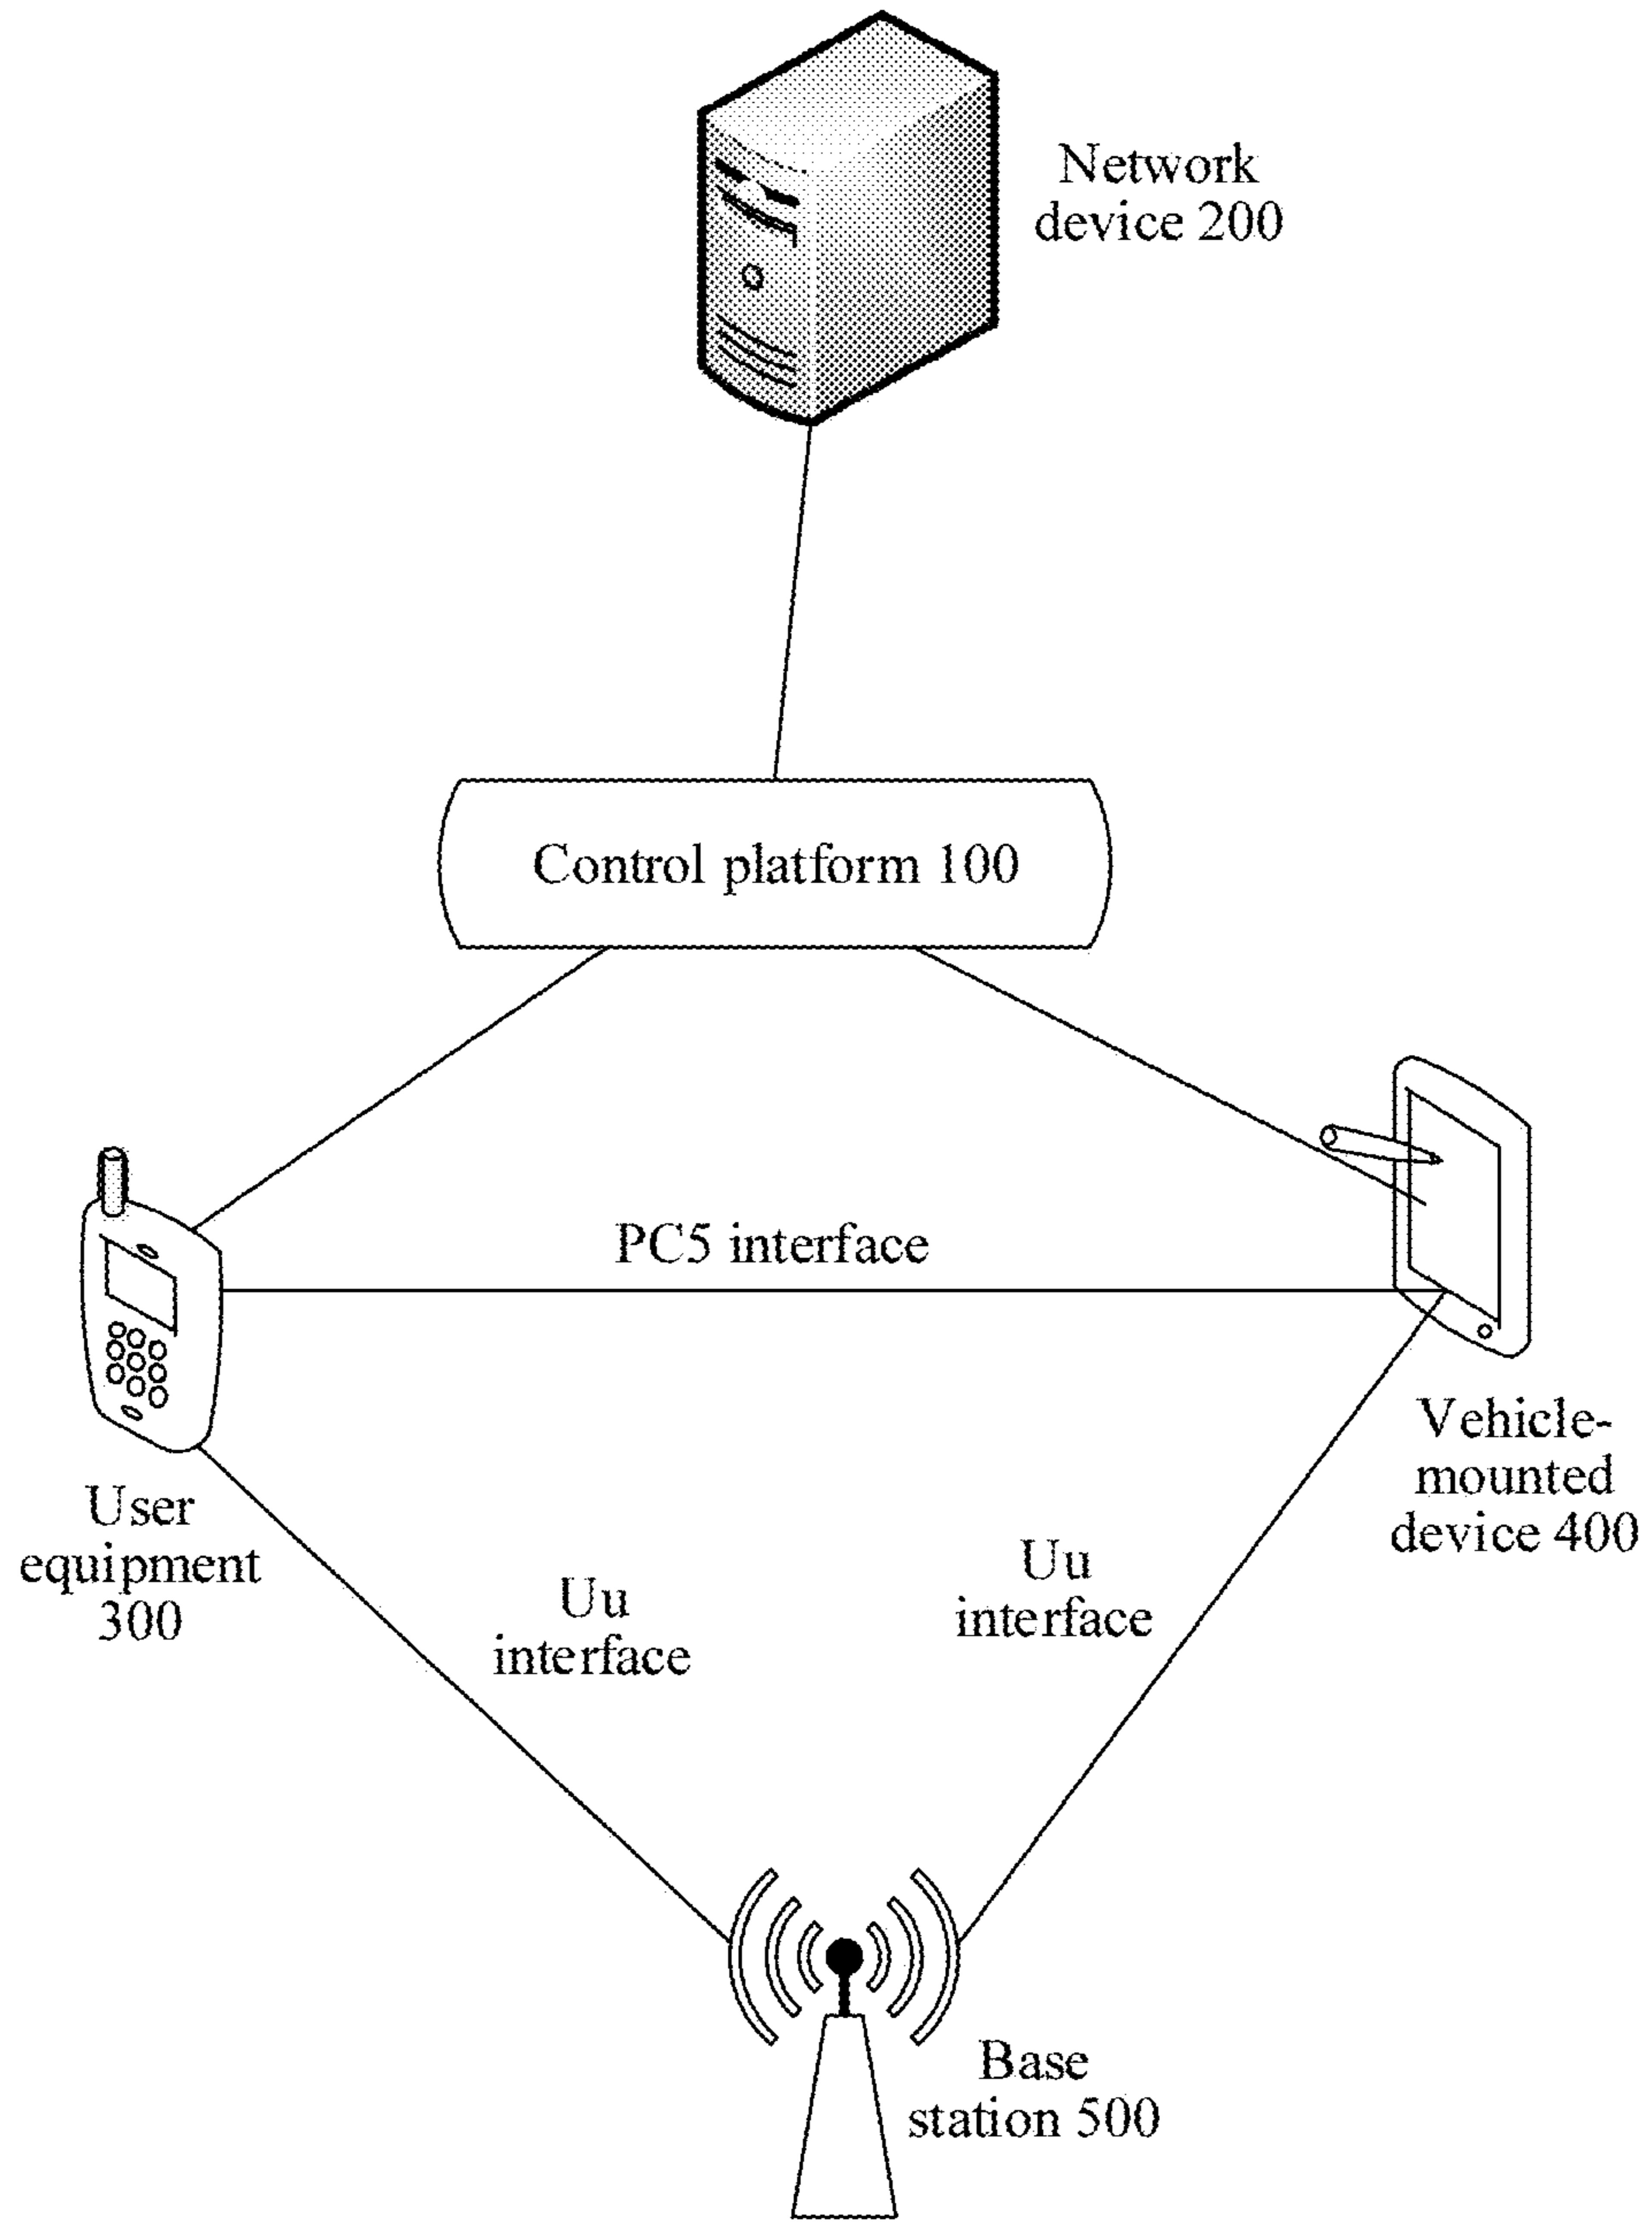 Network
device 200
Control platform 100
PC5 interface
Vehicle-
mounted
device 400
User
equipment
300
Uu
interface
Uu
interface
Base
station 500